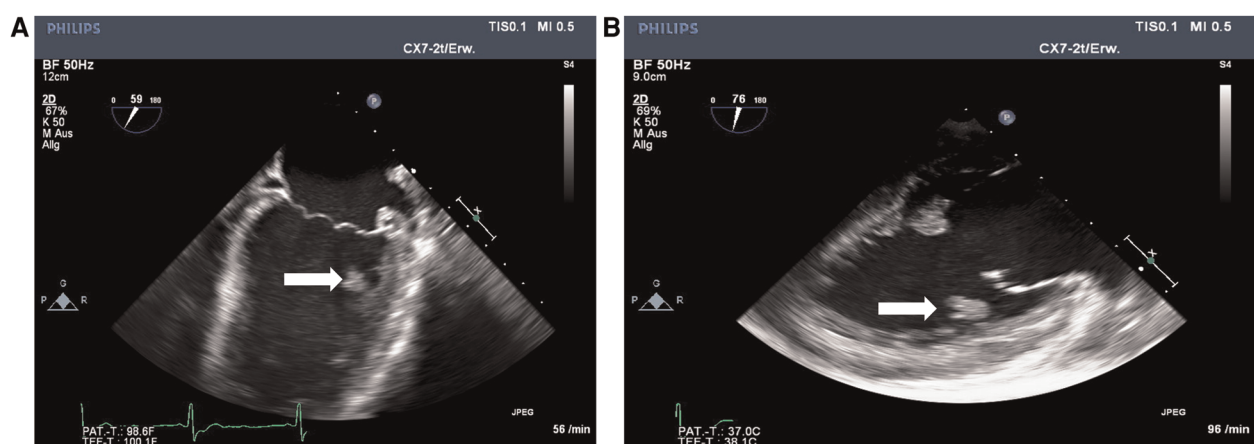 A
PHILIPS
TIS0.1 MI 0.5
CX7-2t/Erw.
BF 50Hz
12cm
S4
2D
67%
K 50
M Aus
Allg
0 59 180
P
X
G
P R
JPEG
PAT.-T.: 98.6F
TEE-T.: 100.1F
56 /min
B
PHILIPS
TIS0.1 MI 0.5
CX7-2t/Erw.
BF 50Hz
9.0cm
S4
2D
69%
K 50
M Aus
Allg
0 76 180
P
X
G
P R
JPEG
PAT.-T.: 37.0C
TEE-T.: 38.1C
96 /min